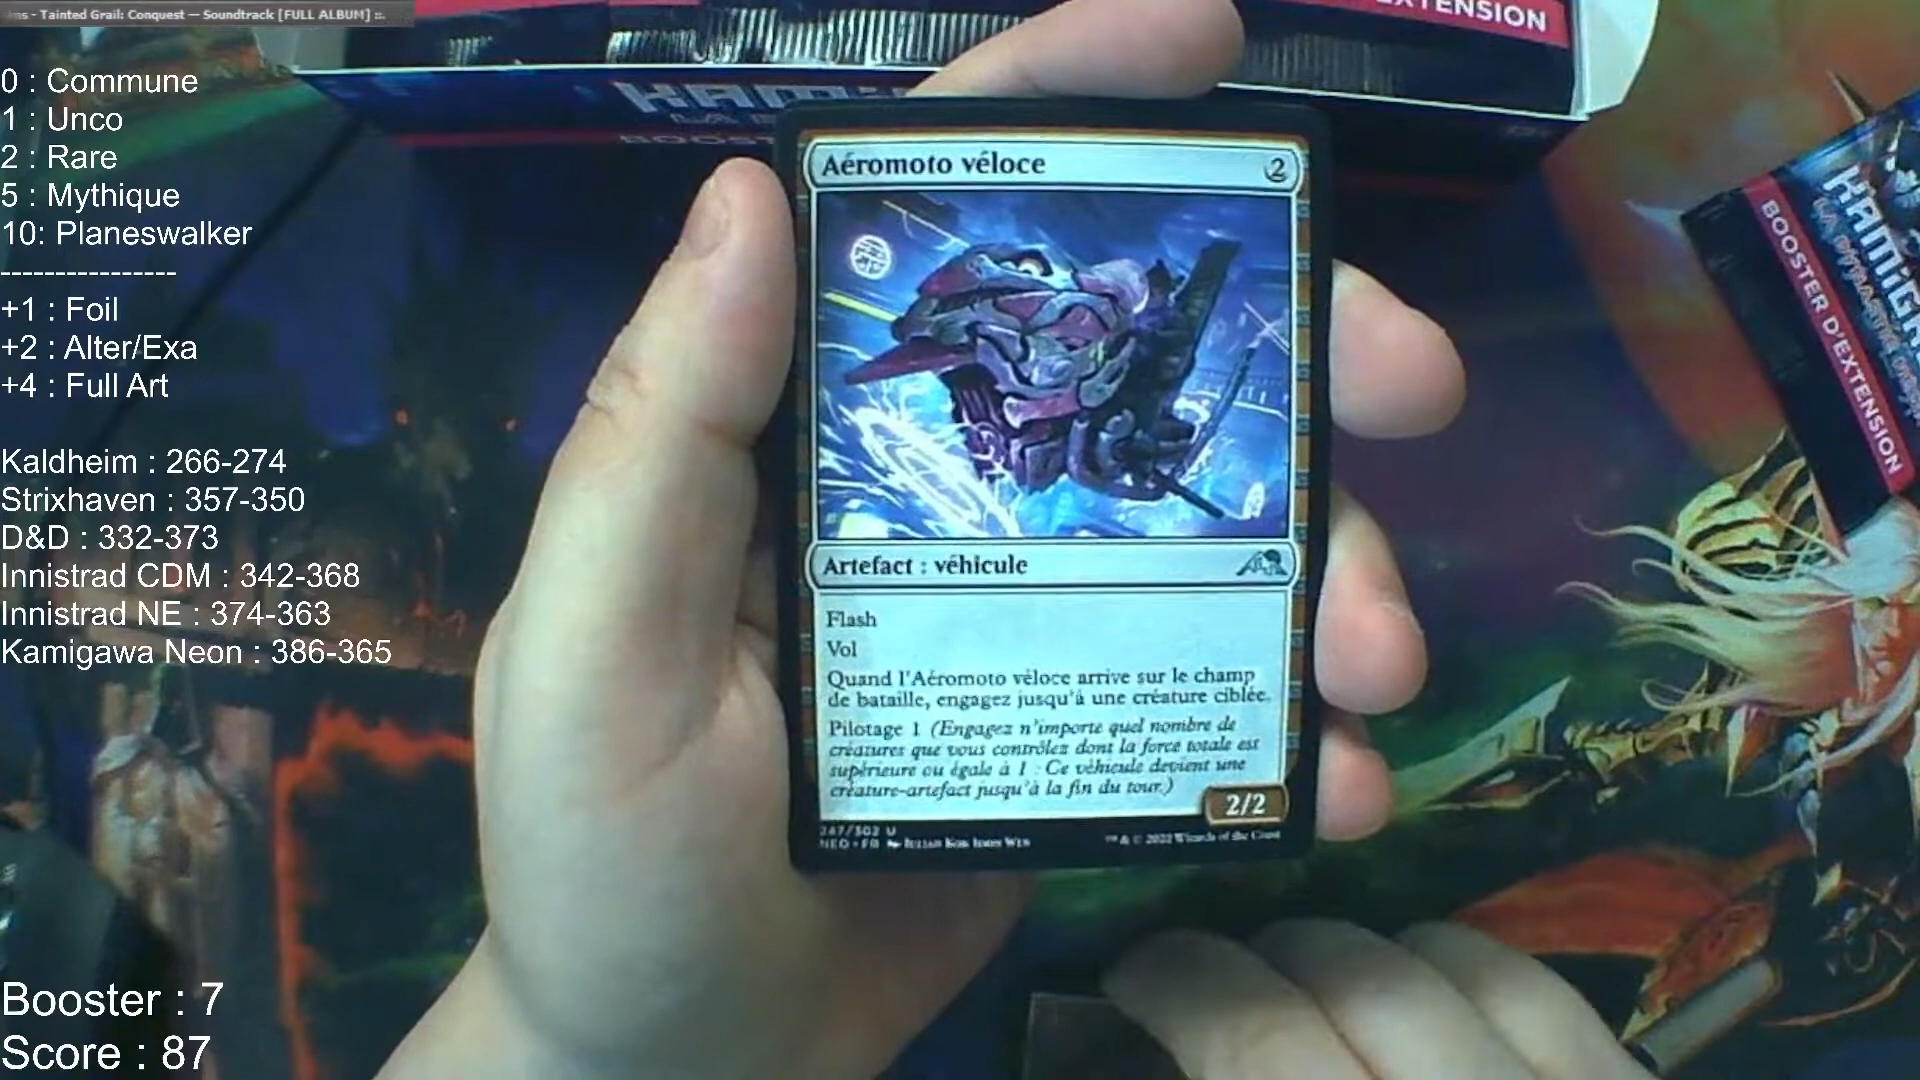 ns - Tainted Grail: Conquest — Soundtrack [FULL ALBUM] ::.
EXTENSION
0 : Commune
1 : Unco
2 : Rare
5 : Mythique
10: Planeswalker
----------------
+1 : Foil
+2 : Alter/Exa
+4 : Full Art
Kaldheim : 266-274
Strixhaven : 357-350
D&D : 332-373
Innistrad CDM : 342-368
Innistrad NE : 374-363
Kamigawa Neon : 386-365
Booster : 7
Score : 87
Aéromoto véloce 2
Artefact : véhicule
Flash
Vol
Quand l'Aéromoto véloce arrive sur le champ
de bataille, engagez jusqu'à une créature ciblée.
Pilotage 1 (Engagez n'importe quel nombre de
créatures que vous contrôlez dont la force totale est
supérieure ou égale à 1 : Ce véhicule devient une
créature-artefact jusqu'à la fin du tour.)
2/2
247/302 U
NEO • FR
™ & © 2022 Wizards of the Coast
BOOSTER D'EXTENSION